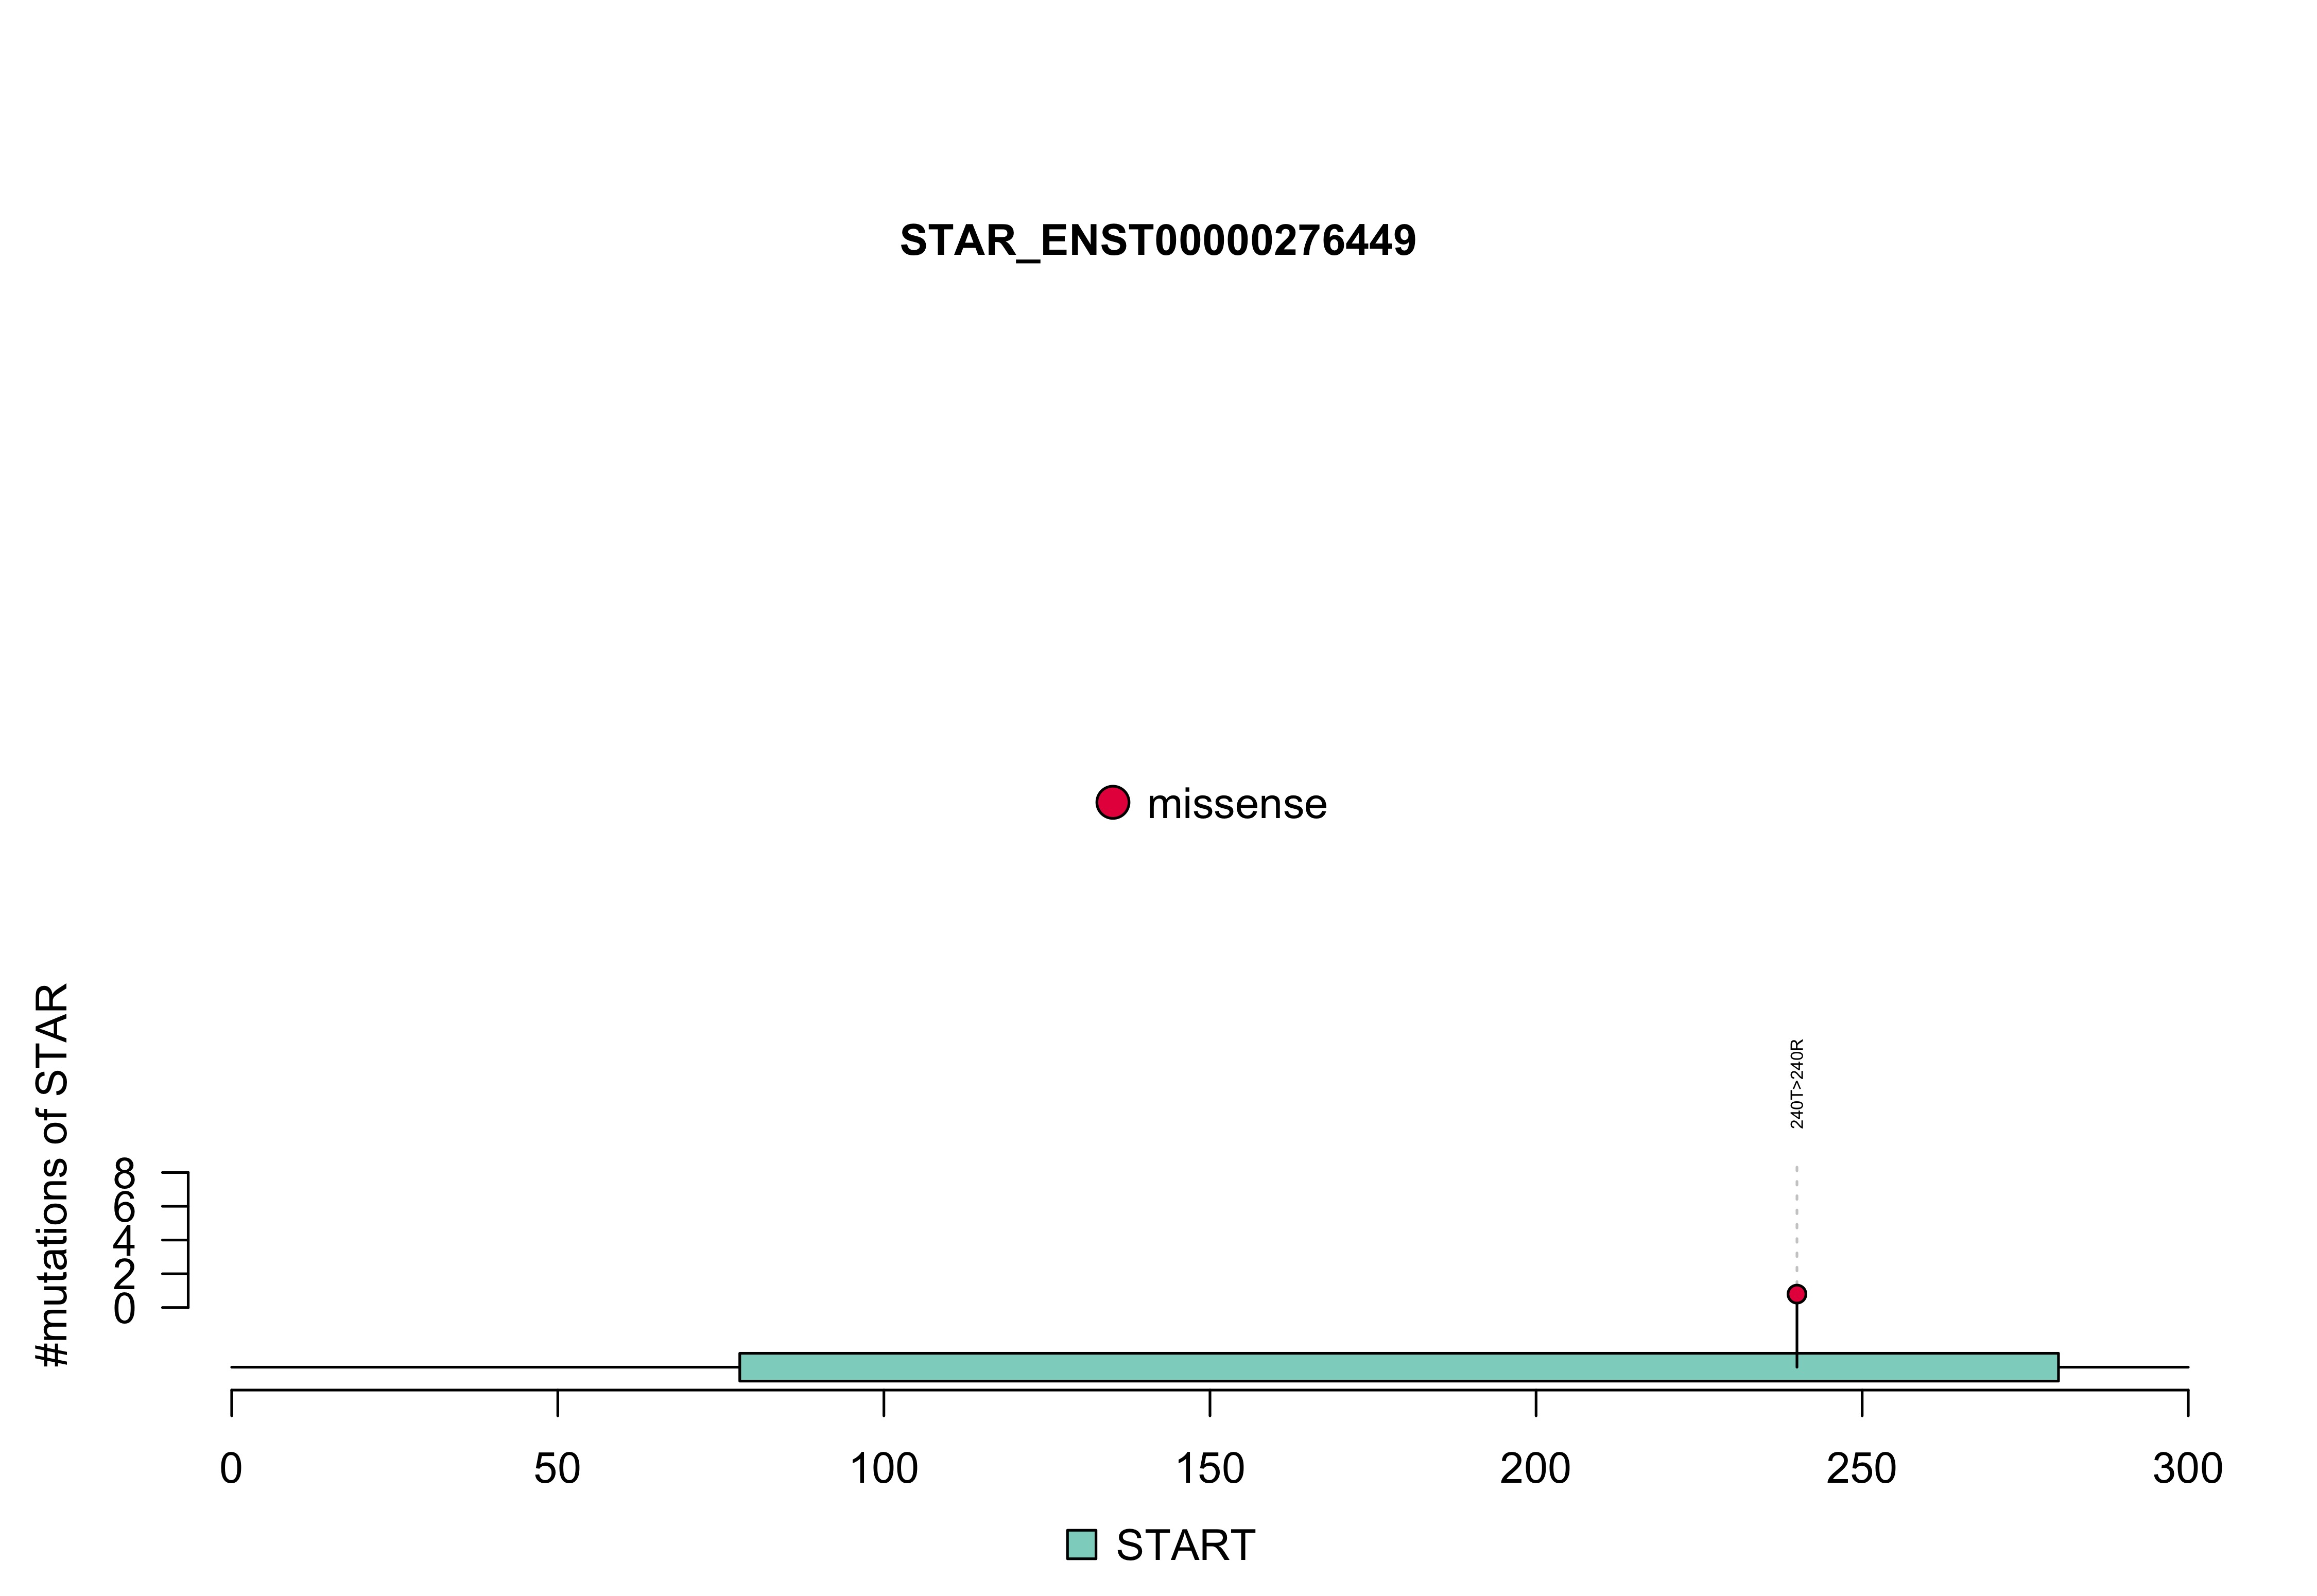 STAR_ENST00000276449
missense
#mutations of STAR
240T>240R
8
6
4
2
0
0 50 100 150 200 250 300
START